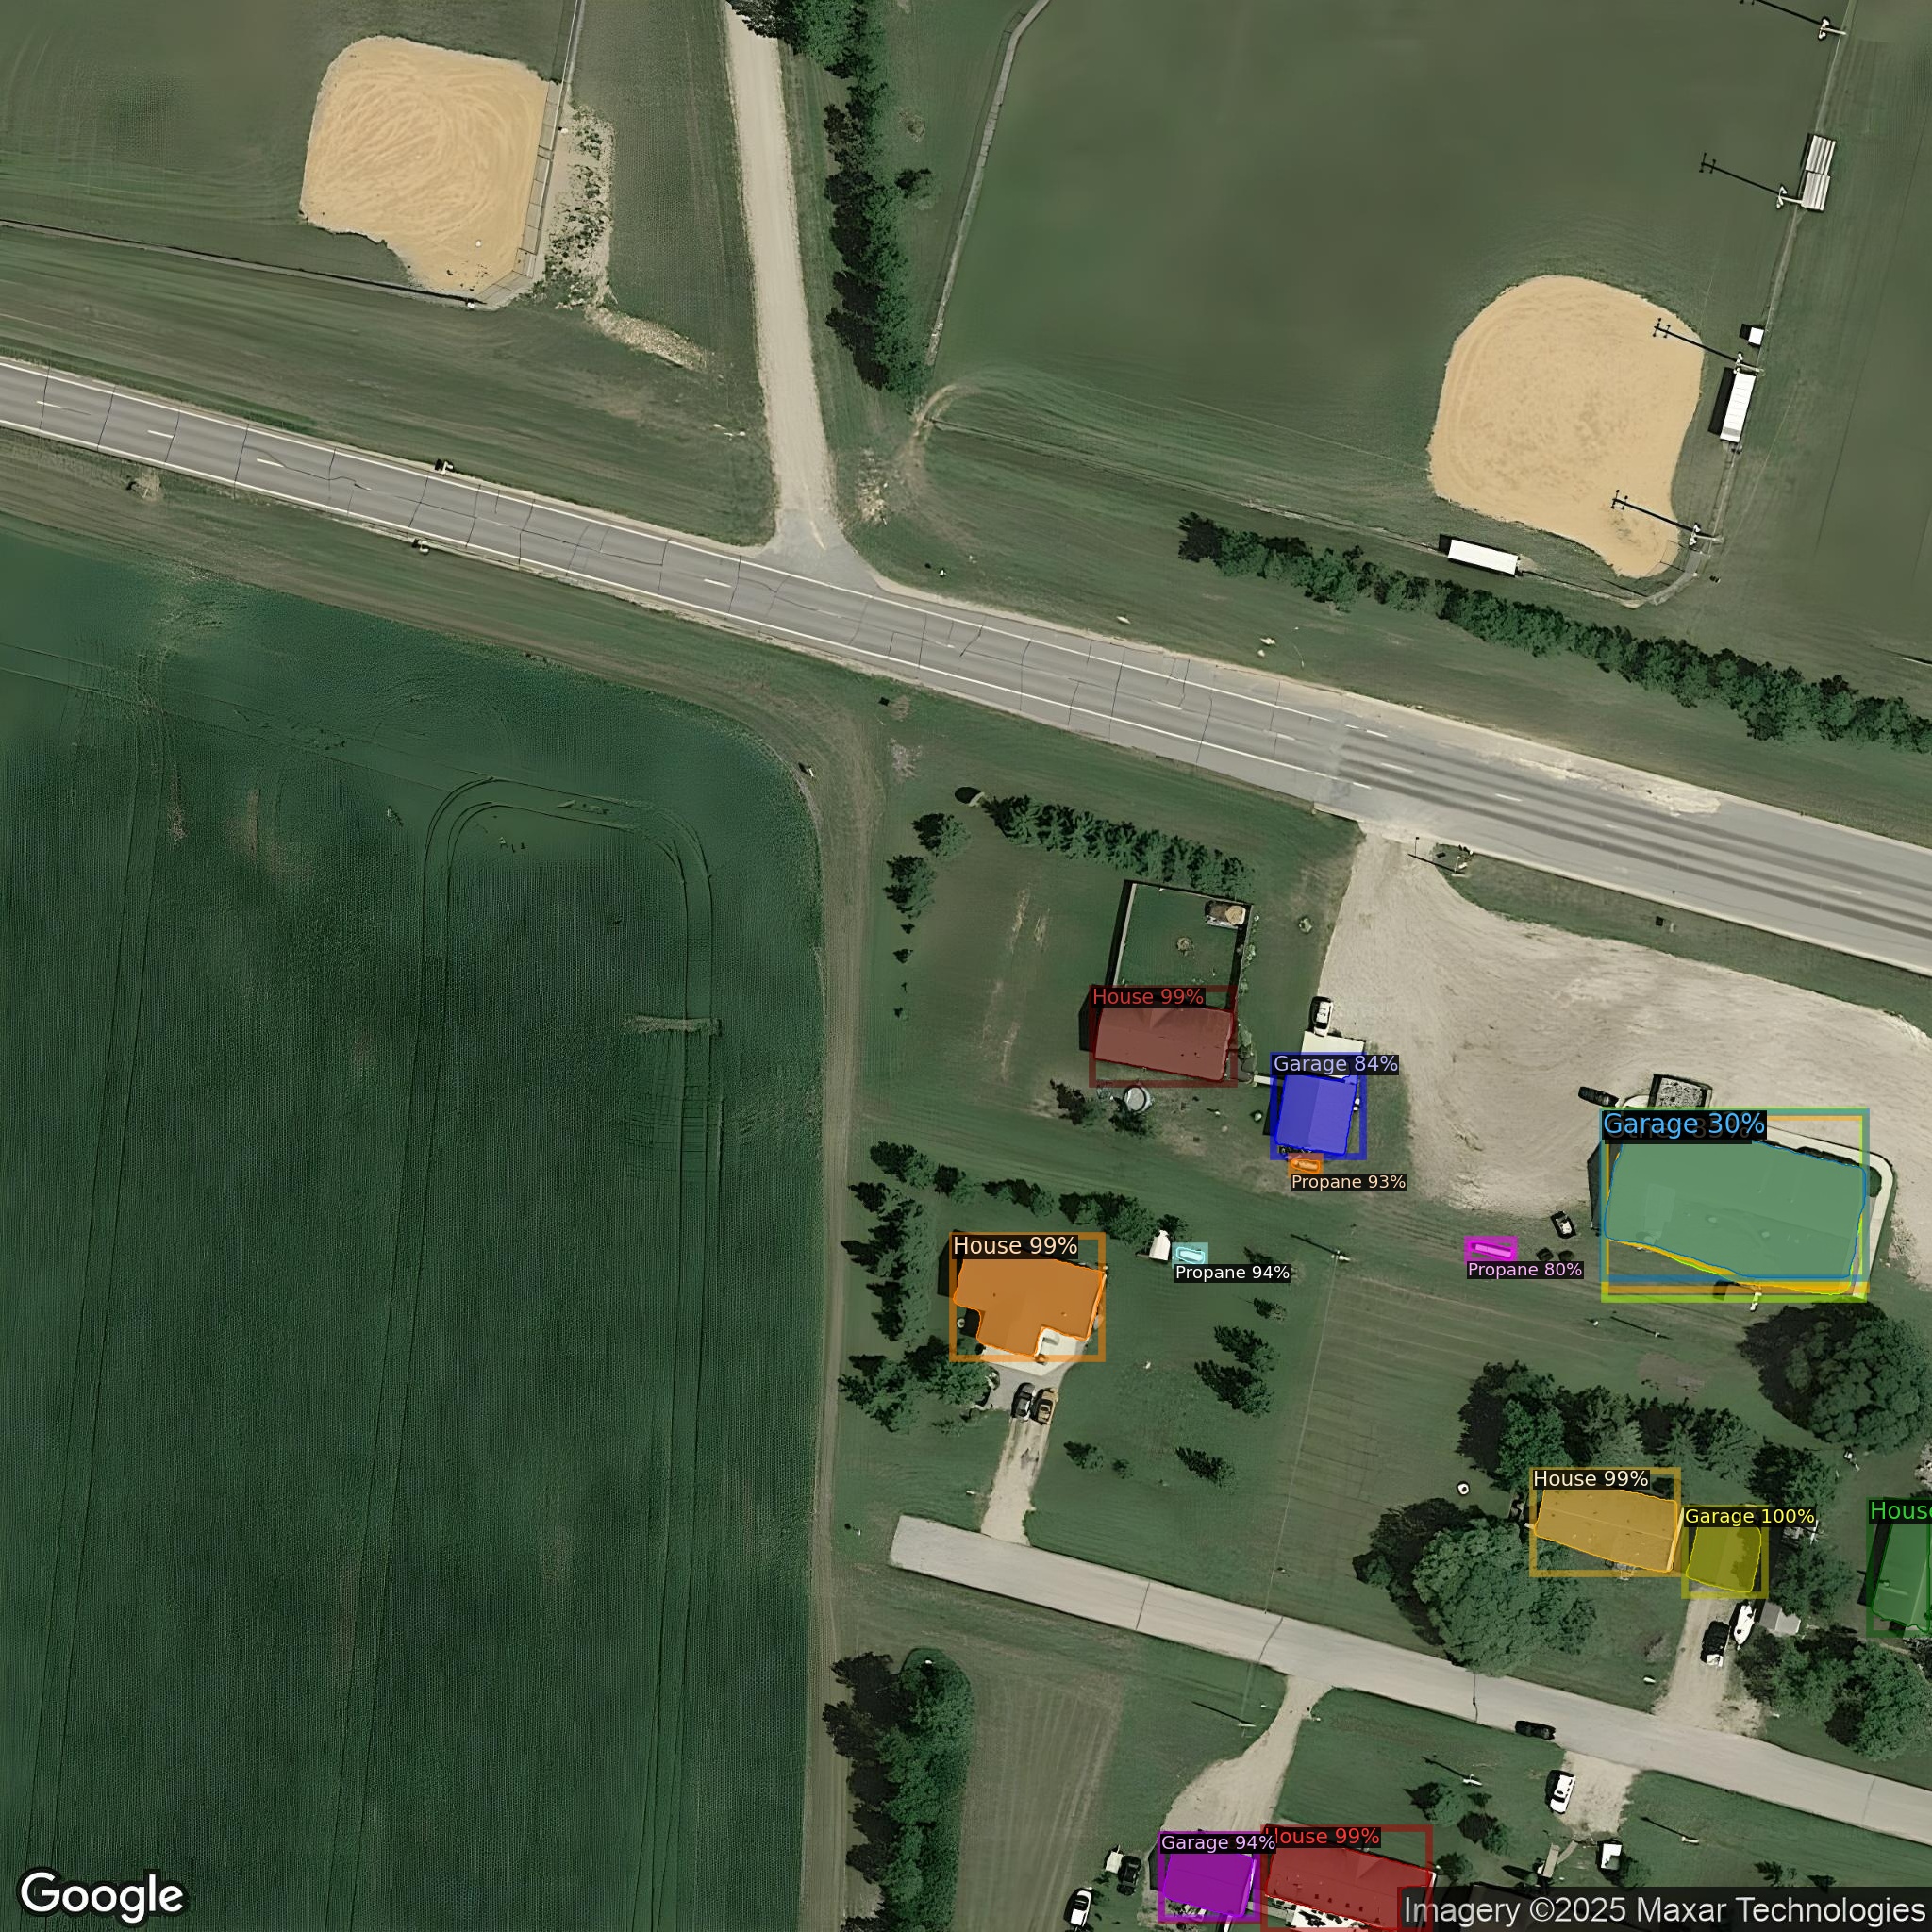 House 99%
Garage 84%
Garage 30%
Propane 93%
House 99%
Propane 94%
Propane 80%
House 99%
Garage 100%
House
Garage 94%
House 99%
Google
Imagery ©2025 Maxar Technologies